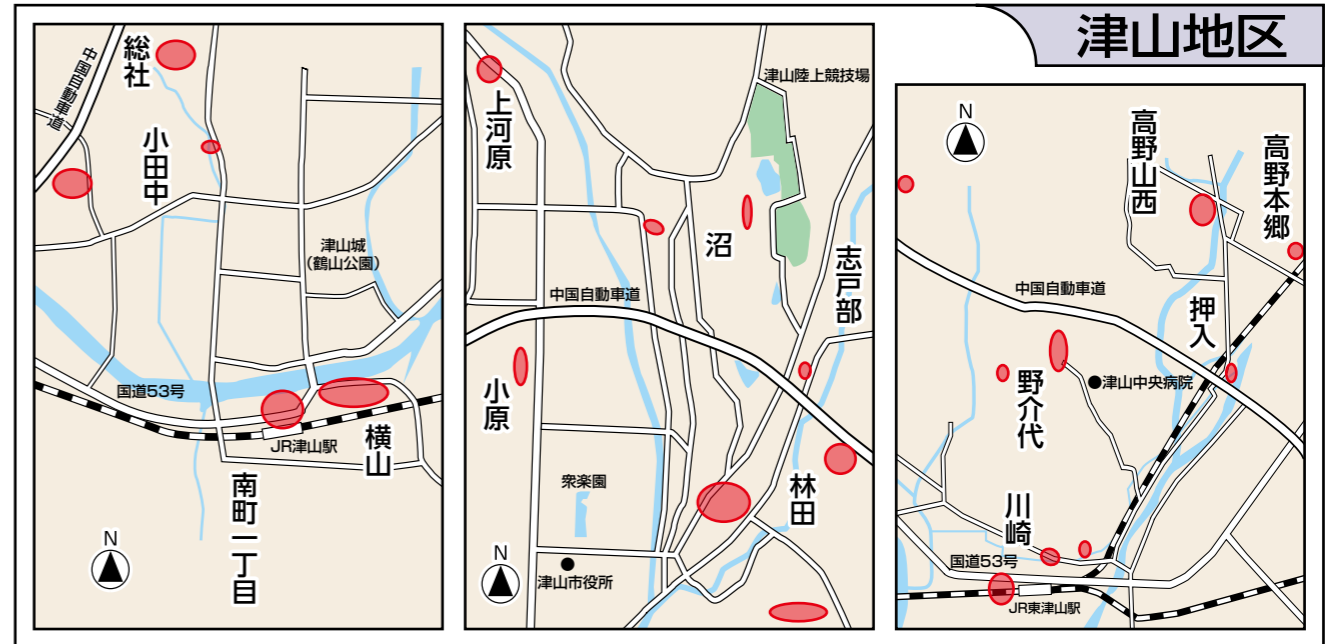 津山地区
中国自動車道
総社
小田中
津山城
(鶴山公園)
国道53号
JR津山駅
横山
南町一丁目
N
上河原
津山陸上競技場
沼
志戸部
中国自動車道
小原
衆楽園
林田
N
津山市役所
N
高野山西
高野本郷
中国自動車道
押入
野介代
●津山中央病院
川崎
国道53号
JR東津山駅